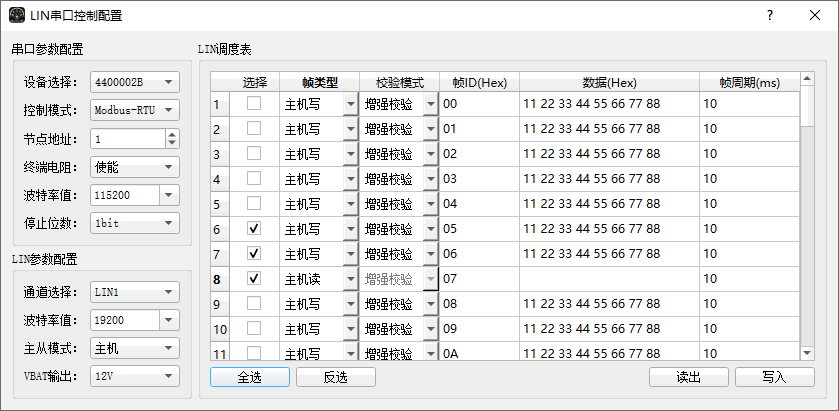 LIN串口控制配置
串口参数配置
设备选择: 4400002B
控制模式: Modbus-RTU
节点地址: 1
终端电阻: 使能
波特率值: 115200
停止位数: 1bit
LIN参数配置
通道选择: LIN1
波特率值: 19200
主从模式: 主机
VBAT输出: 12V
LIN调度表
选择 帧类型 校验模式 帧ID(Hex) 数据(Hex) 帧周期(ms)
1 主机写 增强校验 00 11 22 33 44 55 66 77 88 10
2 主机写 增强校验 01 11 22 33 44 55 66 77 88 10
3 主机写 增强校验 02 11 22 33 44 55 66 77 88 10
4 主机写 增强校验 03 11 22 33 44 55 66 77 88 10
5 主机写 增强校验 04 11 22 33 44 55 66 77 88 10
6 主机写 增强校验 05 11 22 33 44 55 66 77 88 10
7 主机写 增强校验 06 11 22 33 44 55 66 77 88 10
8 主机读 增强校验 07 10
9 主机写 增强校验 08 11 22 33 44 55 66 77 88 10
10 主机写 增强校验 09 11 22 33 44 55 66 77 88 10
11 主机写 增强校验 0A 11 22 33 44 55 66 77 88 10
全选 反选 读出 写入